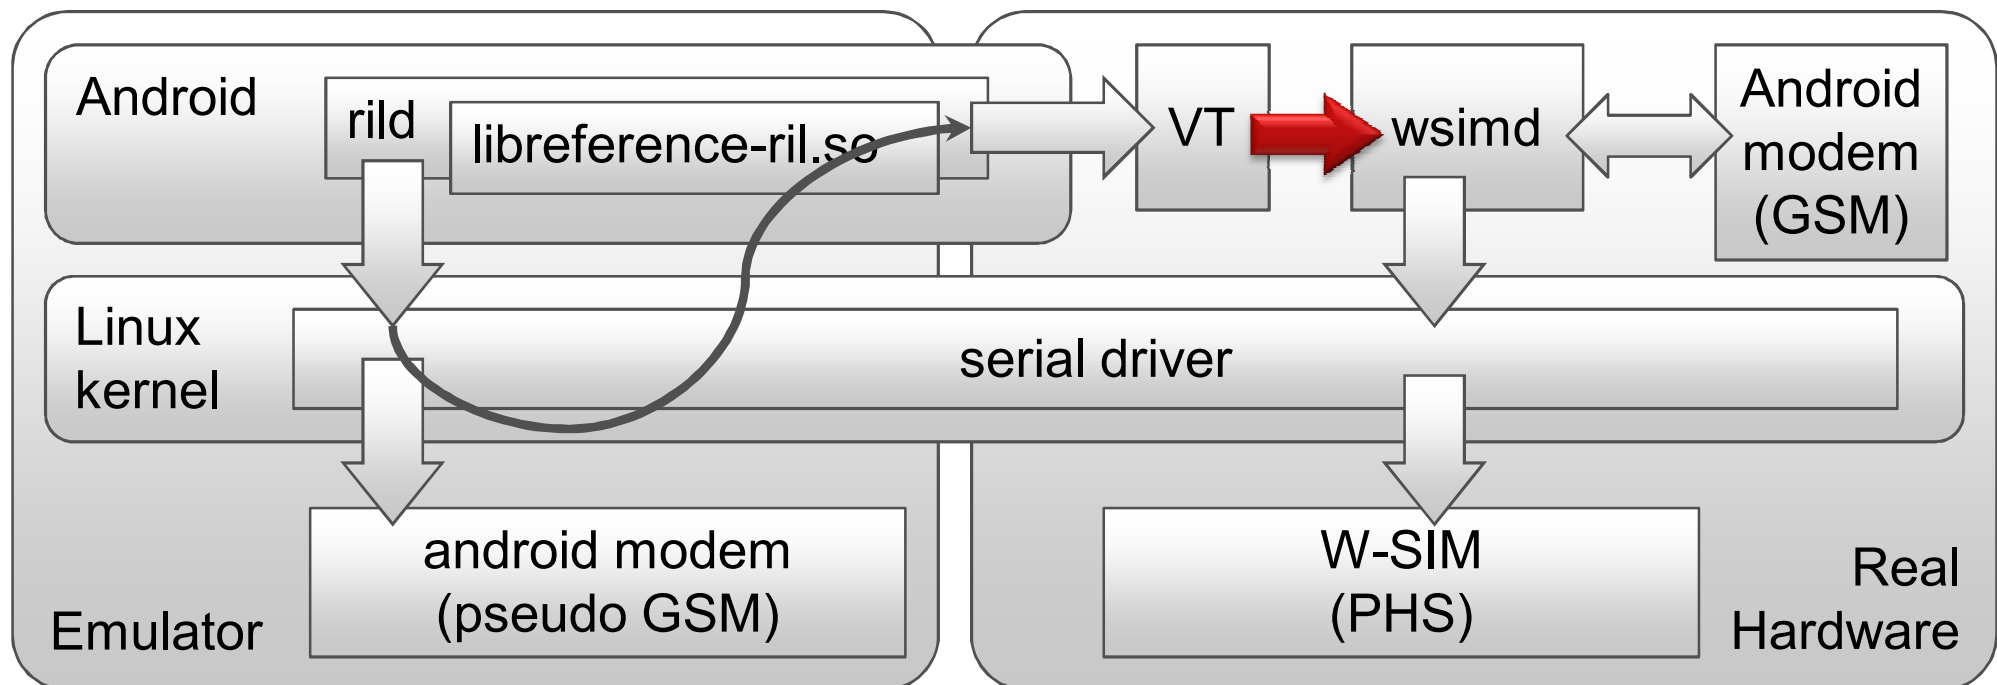 Android
rild
libreference-ril.so
VT
wsimd
Android
modem
(GSM)
Linux
kernel
serial driver
android modem
(pseudo GSM)
Emulator
W-SIM
(PHS)
Real
Hardware